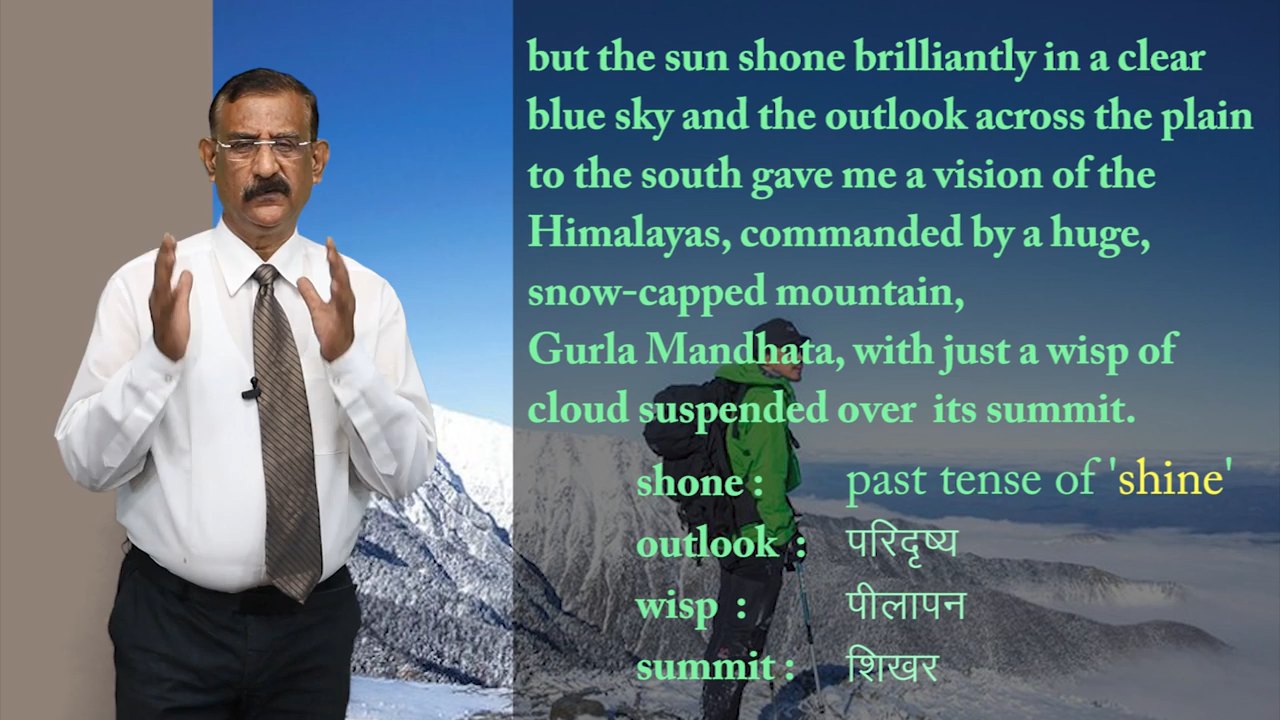 but the sun shone brilliantly in a clear
blue sky and the outlook across the plain
to the south gave me a vision of the
Himalayas, commanded by a huge,
snow-capped mountain,
Gurla Mandhata, with just a wisp of
cloud suspended over its summit.
shone : past tense of 'shine'
outlook : परिदृष्य
wisp : पीलापन
summit : शिखर